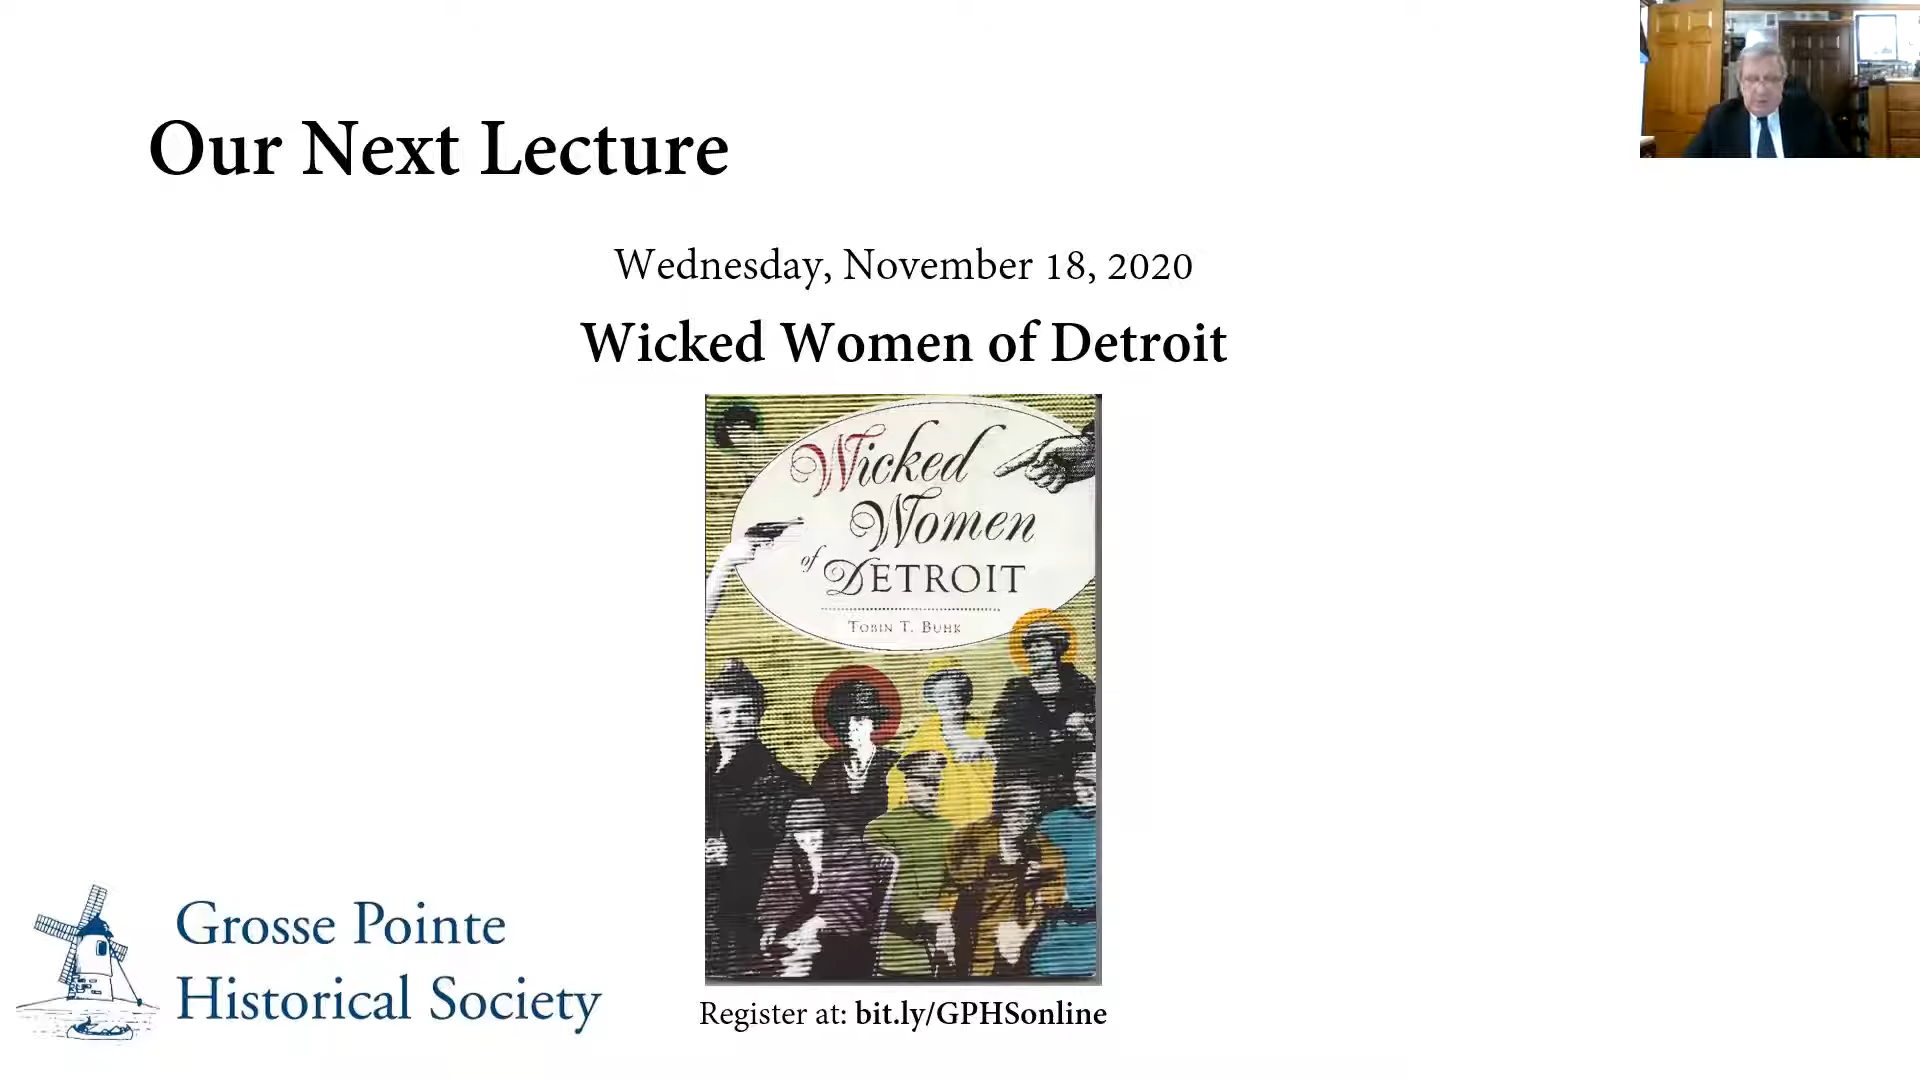 Our Next Lecture
Wednesday, November 18, 2020
Wicked Women of Detroit
Wicked
Women
of DETROIT
TOBIN T. BUHK
Grosse Pointe
Historical Society
Register at: bit.ly/GPHSonline